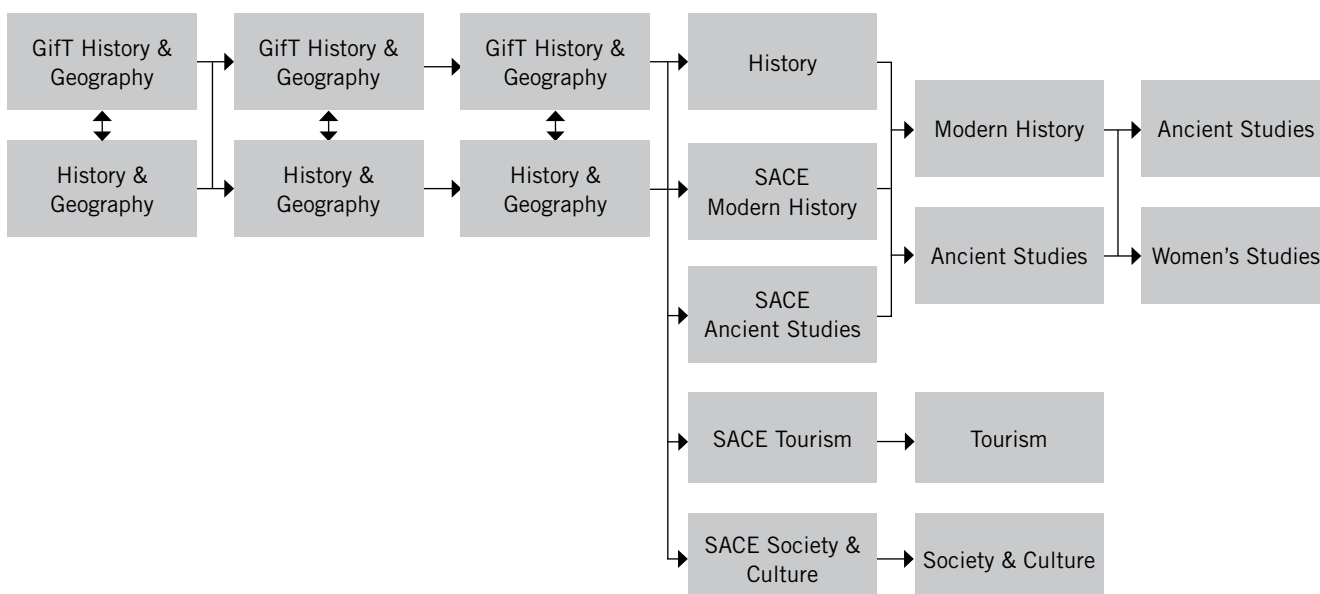 GifT History &
Geography
GifT History &
Geography
GifT History &
Geography
History
Modern History
Ancient Studies
History &
Geography
History &
Geography
History &
Geography
SACE
Modern History
Ancient Studies
Women's Studies
SACE
Ancient Studies
SACE Tourism
Tourism
SACE Society &
Culture
Society & Culture